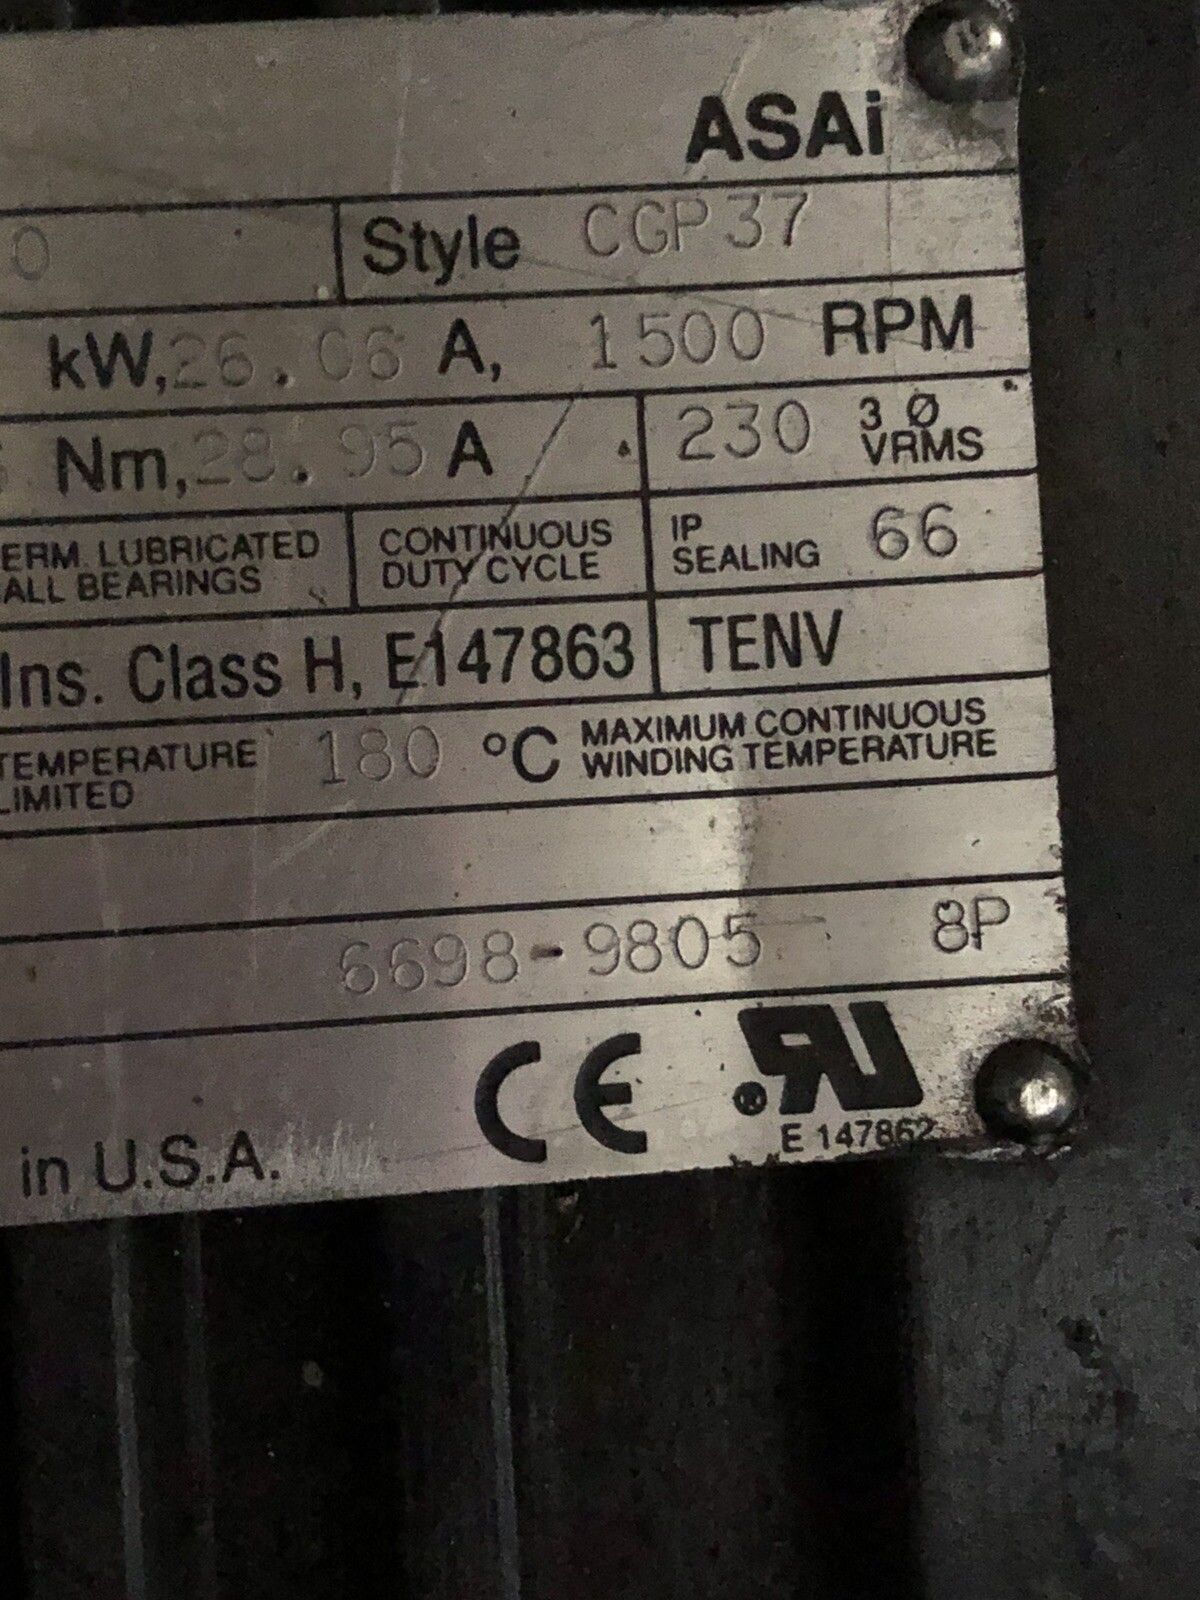 ASAi
0 Style CGP37
kW, 26.06 A, 1500 RPM
Nm, 28.95 A 230 3 Ø
VRMS
ERM. LUBRICATED
ALL BEARINGS
CONTINUOUS
DUTY CYCLE
IP
SEALING 66
Ins. Class H, E147863 TENV
TEMPERATURE
LIMITED
180 °C MAXIMUM CONTINUOUS
WINDING TEMPERATURE
6698-9805 8P
in U.S.A. CE ®
E 147862